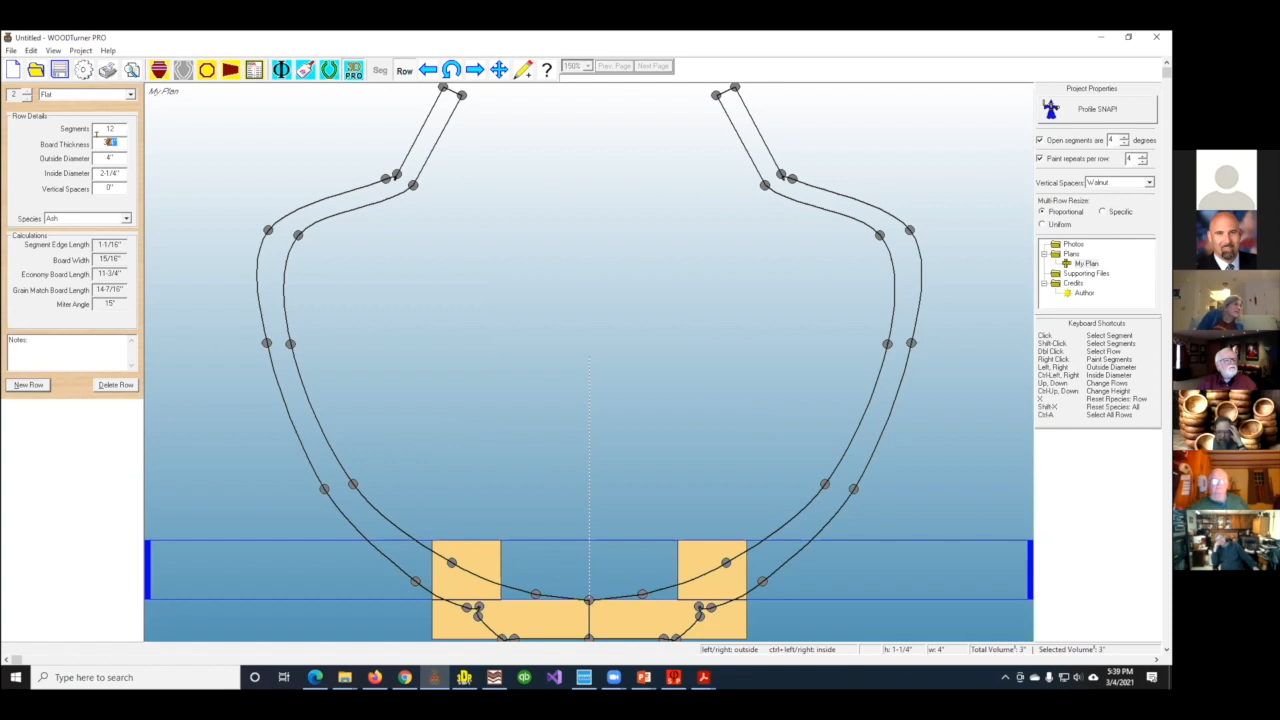 Untitled - WOODTurner PRO
File Edit View Project Help
3D PRO Seg Row ? 150% Prev. Page Next Page
2 Flat
My Plan
Row Details
Segments 12
Board Thickness
Outside Diameter 4"
Inside Diameter 2-1/4"
Vertical Spacers 0"
Species Ash
Calculations
Segment Edge Length 1-1/16"
Board Width 15/16"
Economy Board Length 11-3/4"
Grain Match Board Length 14-7/16"
Miter Angle 15°
Notes:
New Row Delete Row
Project Properties
Profile SNAP!
Open segments by 4 degrees
Paint repeats per row: 4
Vertical Spacers: Walnut
Multi-Row Resize:
Proportional Specific
Uniform
Photos
Plans
My Plan
Supporting Files
Credits
Author
Keyboard Shortcuts
Click Select Segment
Shift-Click Select Segments
Dbl Click Select Row
Right Click Paint Segments
Left, Right Outside Diameter
Ctrl-Left, Right Inside Diameter
Up, Down Change Rows
Ctrl-Up, Down Change Height
X Reset Rpecies: Row
Shift-X Reset Species: All
Ctrl-A Select All Rows
left/right: outside ctrl+left/right: inside h: 1-1/4" w: 4" Total Volume³: 3" Selected Volume³: 3"
Type here to search
5:39 PM
3/4/2021